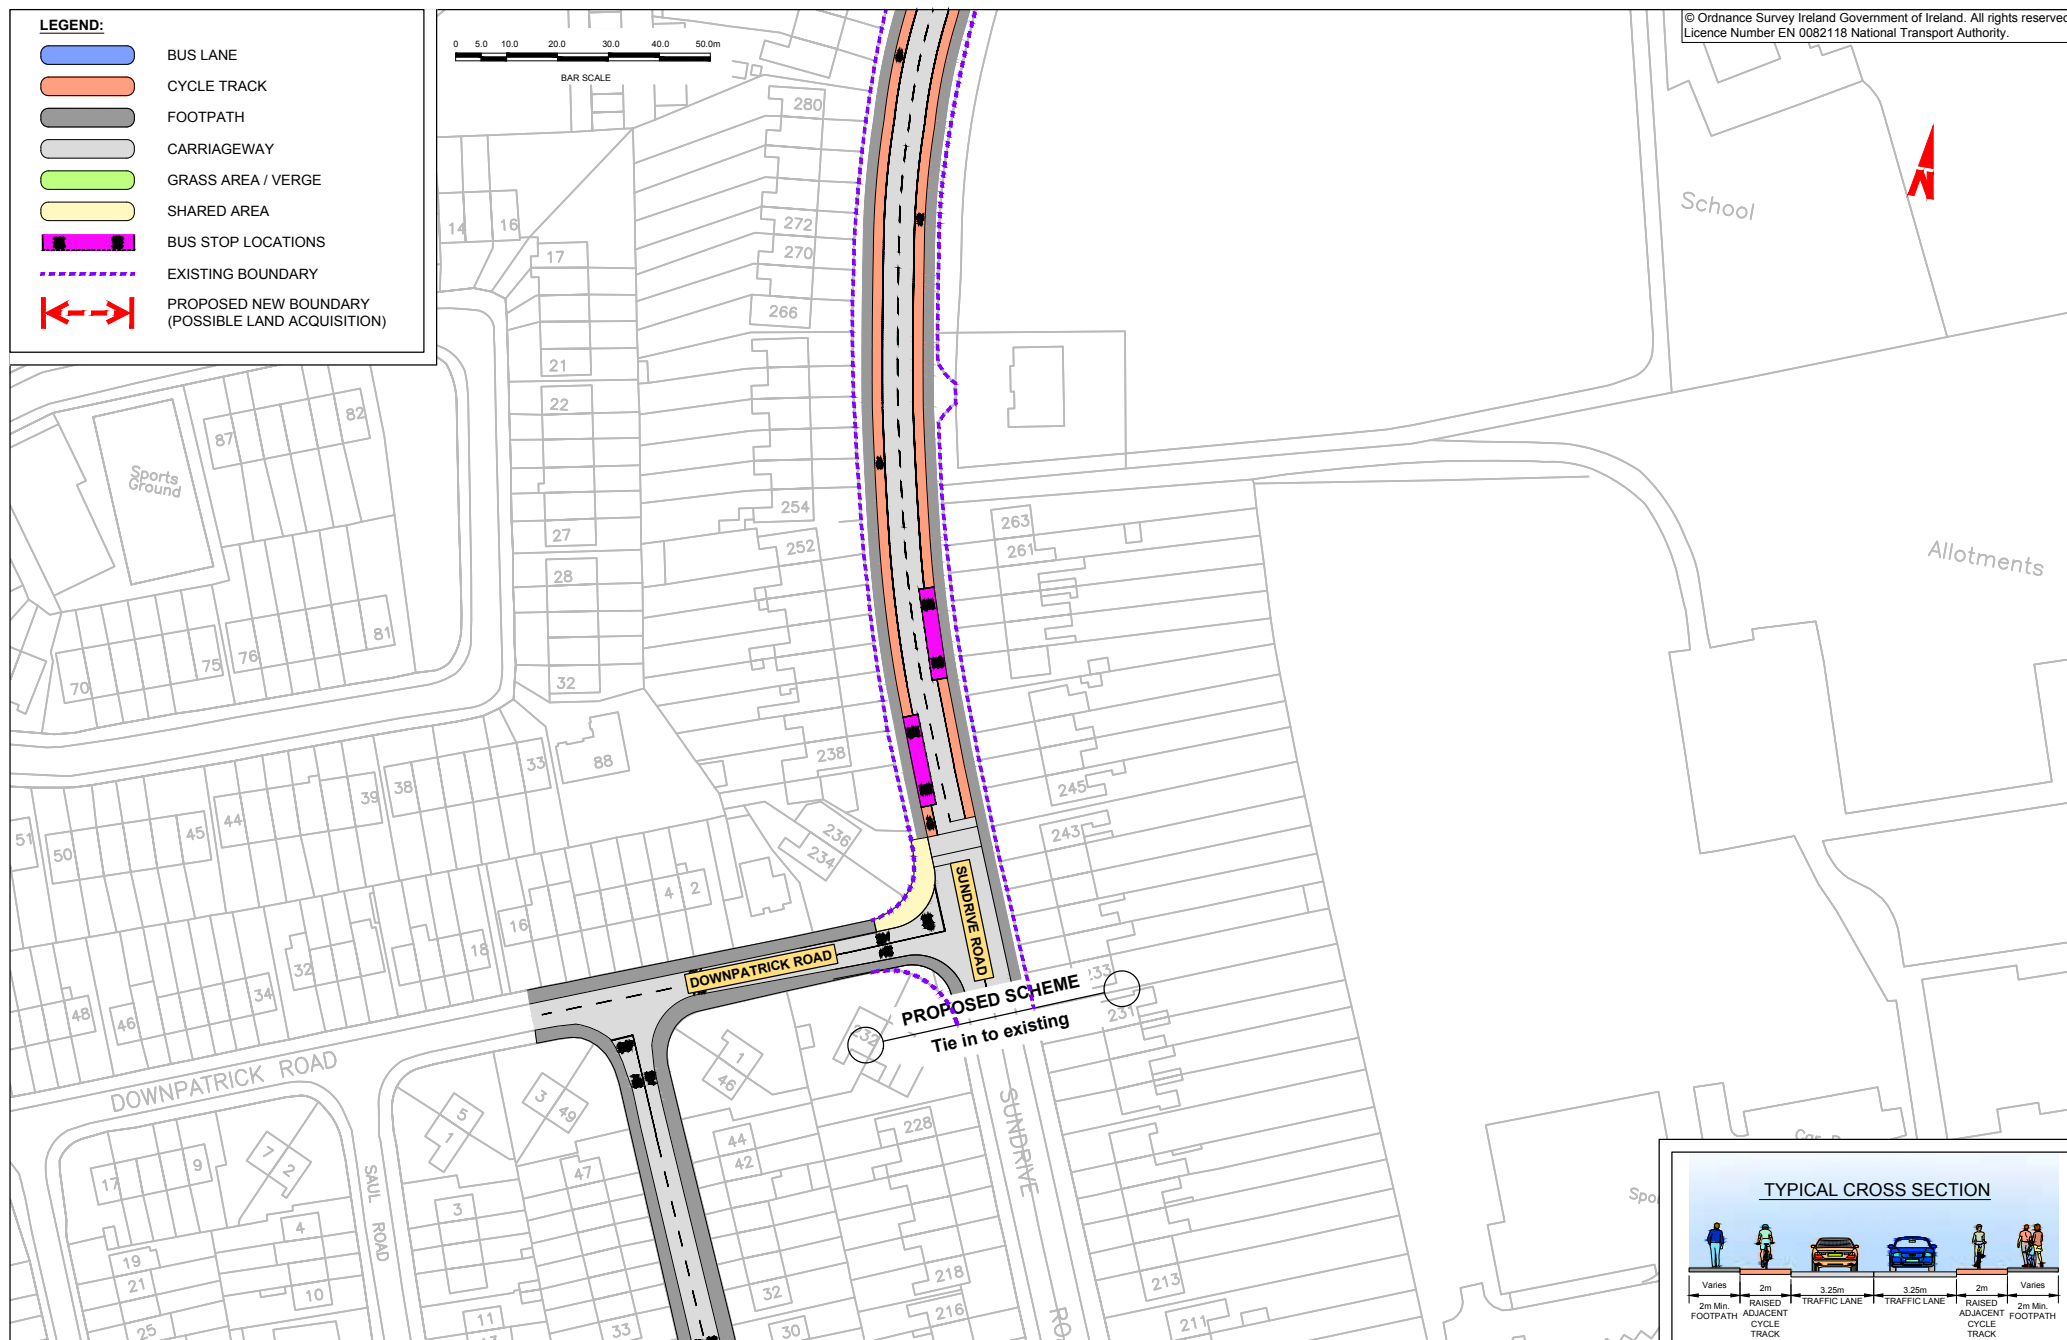 LEGEND:
BUS LANE
CYCLE TRACK
FOOTPATH
CARRIAGEWAY
GRASS AREA / VERGE
SHARED AREA
BUS STOP LOCATIONS
EXISTING BOUNDARY
PROPOSED NEW BOUNDARY
(POSSIBLE LAND ACQUISITION)
0 5.0 10.0 20.0 30.0 40.0 50.0m
BAR SCALE
© Ordnance Survey Ireland Government of Ireland. All rights reserved
Licence Number EN 0082118 National Transport Authority.
N
School
Allotments
Sports
Ground
280
272
270
266
254
252
238
236
234
14
16
17
21
22
27
28
32
82
87
81
76
75
70
88
33
38
39
44
45
50
51
263
261
245
243
233
231
4
2
16
18
32
34
46
48
DOWNPATRICK ROAD
SUNDRIVE ROAD
PROPOSED SCHEME
Tie in to existing
232
DOWNPATRICK ROAD
SAUL ROAD
SUNDRIVE
1
46
3
49
5
1
7
2
9
17
44
42
47
228
3
4
19
21
10
25
11
33
32
30
218
216
213
211
TYPICAL CROSS SECTION
Varies
2m Min.
FOOTPATH
2m
RAISED
ADJACENT
CYCLE
TRACK
3.25m
TRAFFIC LANE
3.25m
TRAFFIC LANE
2m
RAISED
ADJACENT
CYCLE
TRACK
Varies
2m Min.
FOOTPATH